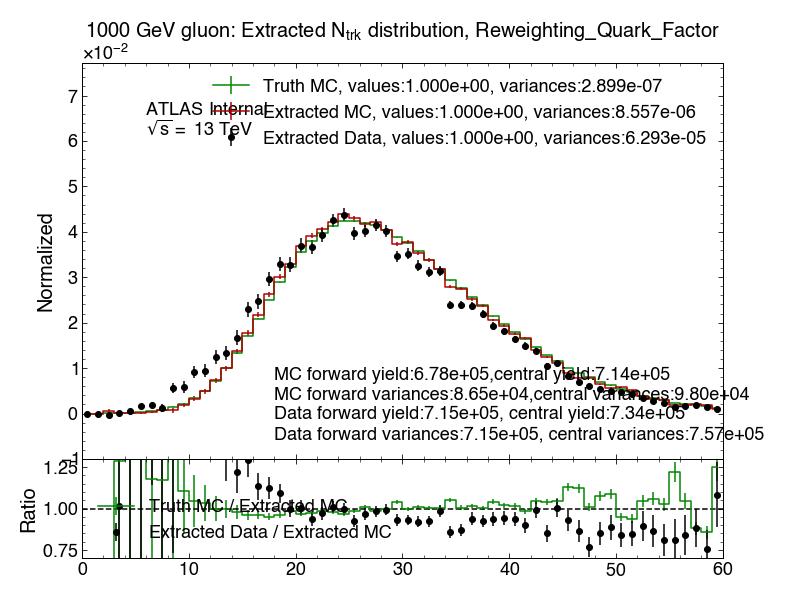 1000 GeV gluon: Extracted Ntrk distribution, Reweighting_Quark_Factor
×10−2
Truth MC, values:1.000e+00, variances:2.899e-07
ATLAS Internal
Extracted MC, values:1.000e+00, variances:8.557e-06
√s = 13 TeV
Extracted Data, values:1.000e+00, variances:6.293e-05
Normalized
7
6
5
4
3
2
1
0
−1
MC forward yield:6.78e+05,central yield:7.14e+05
MC forward variances:8.65e+04,central variances:9.80e+04
Data forward yield:7.15e+05, central yield:7.34e+05
Data forward variances:7.15e+05, central variances:7.57e+05
Ratio
1.25
1.00
0.75
Truth MC / Extracted MC
Extracted Data / Extracted MC
0 10 20 30 40 50 60